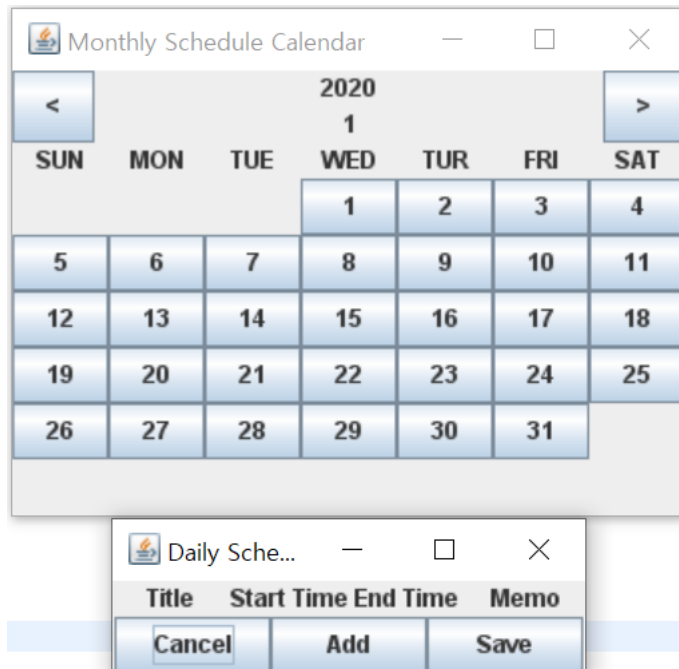 Monthly Schedule Calendar
< 2020 >
1
SUN MON TUE WED TUR FRI SAT
1 2 3 4
5 6 7 8 9 10 11
12 13 14 15 16 17 18
19 20 21 22 23 24 25
26 27 28 29 30 31
Daily Sche...
Title Start Time End Time Memo
Cancel Add Save